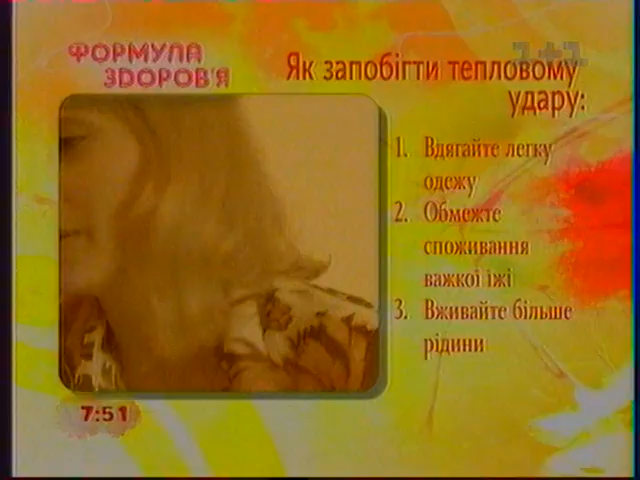 ФОРМУЛА
ЗДОРОВ'Я
1+1
Як запобігти тепловому
удару:
1. Вдягайте легку
одежу
2. Обмежте
споживання
важкої їжі
3. Вживайте більше
рідини
7:51